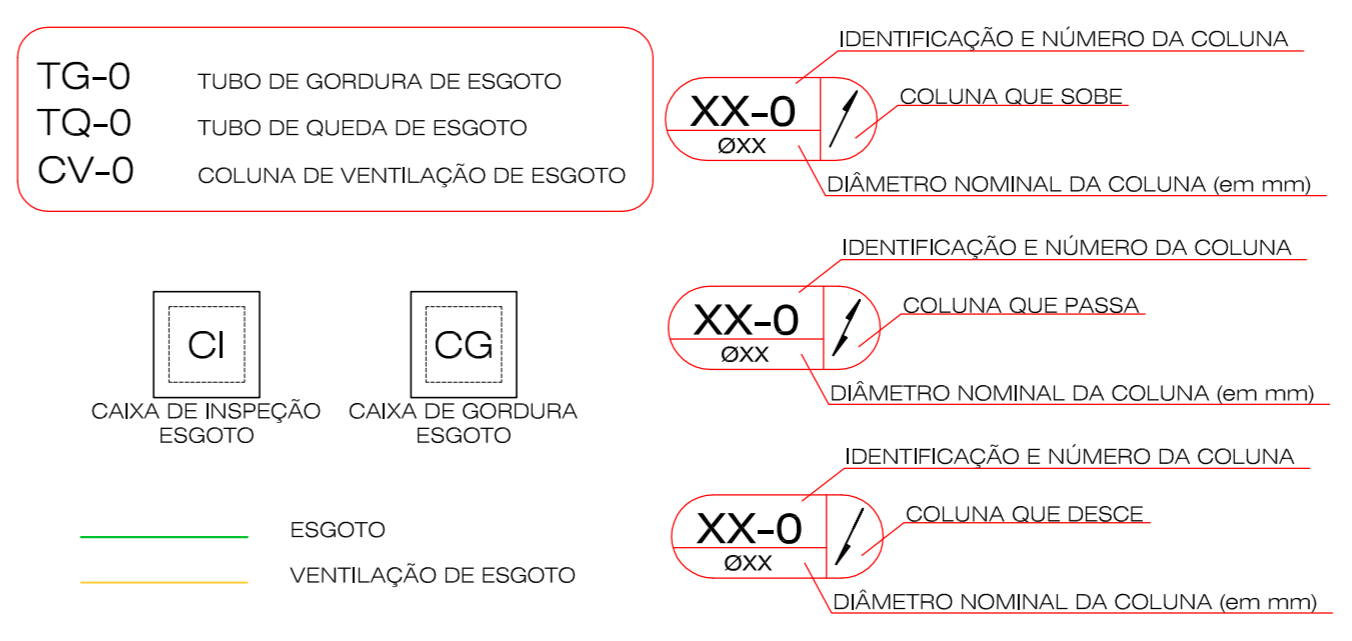 TG-0 TUBO DE GORDURA DE ESGOTO
TQ-0 TUBO DE QUEDA DE ESGOTO
CV-0 COLUNA DE VENTILAÇÃO DE ESGOTO
CI
CAIXA DE INSPEÇÃO
ESGOTO
CG
CAIXA DE GORDURA
ESGOTO
ESGOTO
VENTILAÇÃO DE ESGOTO
IDENTIFICAÇÃO E NÚMERO DA COLUNA
XX-0
ØXX
COLUNA QUE SOBE
DIÂMETRO NOMINAL DA COLUNA (em mm)
IDENTIFICAÇÃO E NÚMERO DA COLUNA
XX-0
ØXX
COLUNA QUE PASSA
DIÂMETRO NOMINAL DA COLUNA (em mm)
IDENTIFICAÇÃO E NÚMERO DA COLUNA
XX-0
ØXX
COLUNA QUE DESCE
DIÂMETRO NOMINAL DA COLUNA (em mm)